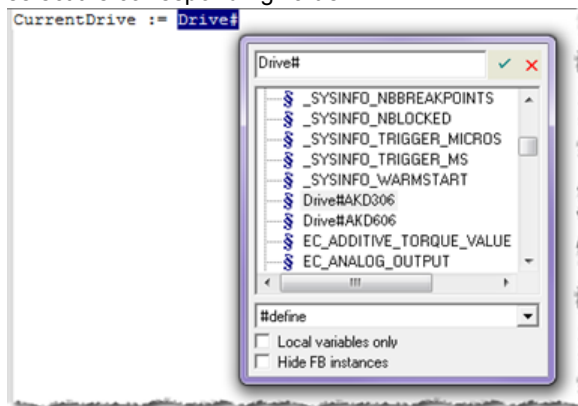 CurrentDrive := Drive#
Drive#
_SYSINFO_NBBREAKPOINTS
_SYSINFO_NBLOCKED
_SYSINFO_TRIGGER_MICROS
_SYSINFO_TRIGGER_MS
_SYSINFO_WARMSTART
Drive#AKD306
Drive#AKD606
EC_ADDITIVE_TORQUE_VALUE
EC_ANALOG_OUTPUT
#define
Local variables only
Hide FB instances